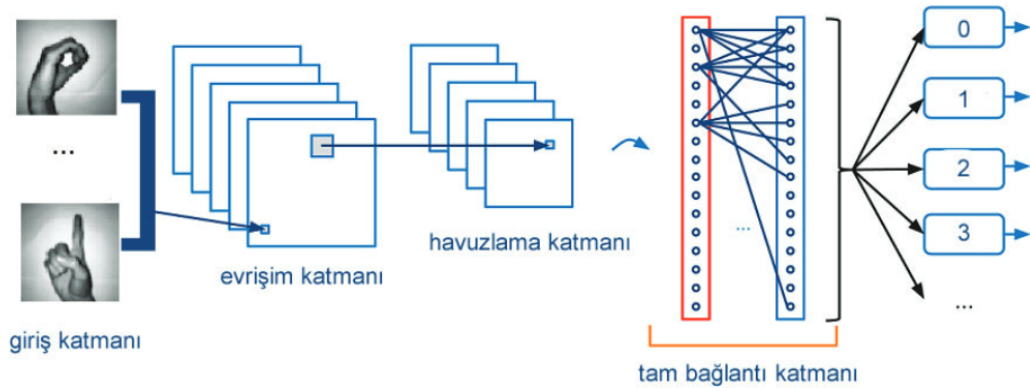 ...
giriş katmanı
evrişim katmanı
havuzlama katmanı
...
tam bağlantı katmanı
0
1
2
3
...